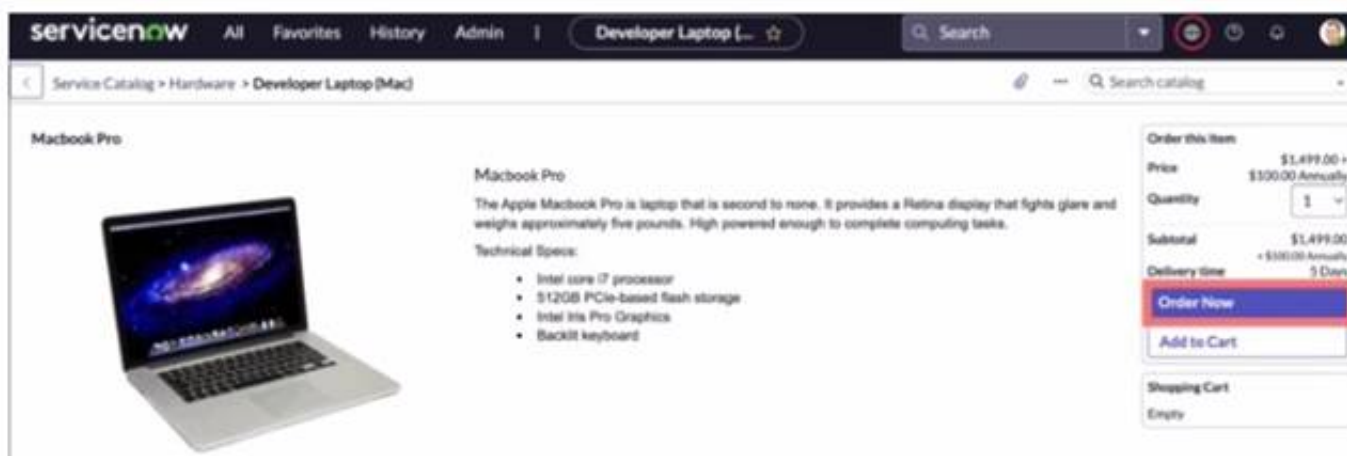 servicenow All Favorites History Admin Developer Laptop (... Search
Service Catalog > Hardware > Developer Laptop (Mac) Search catalog
Macbook Pro
Macbook Pro
The Apple Macbook Pro is laptop that is second to none. It provides a Retina display that fights glare and
weighs approximately five pounds. High powered enough to complete computing tasks.
Technical Specs:
• Intel core i7 processor
• 512GB PCIe-based flash storage
• Intel Iris Pro Graphics
• Backlit keyboard
Order this Item
Price $1,499.00 +
$100.00 Annually
Quantity 1
Subtotal $1,499.00
+ $100.00 Annually
Delivery time 5 Days
Order Now
Add to Cart
Shopping Cart
Empty